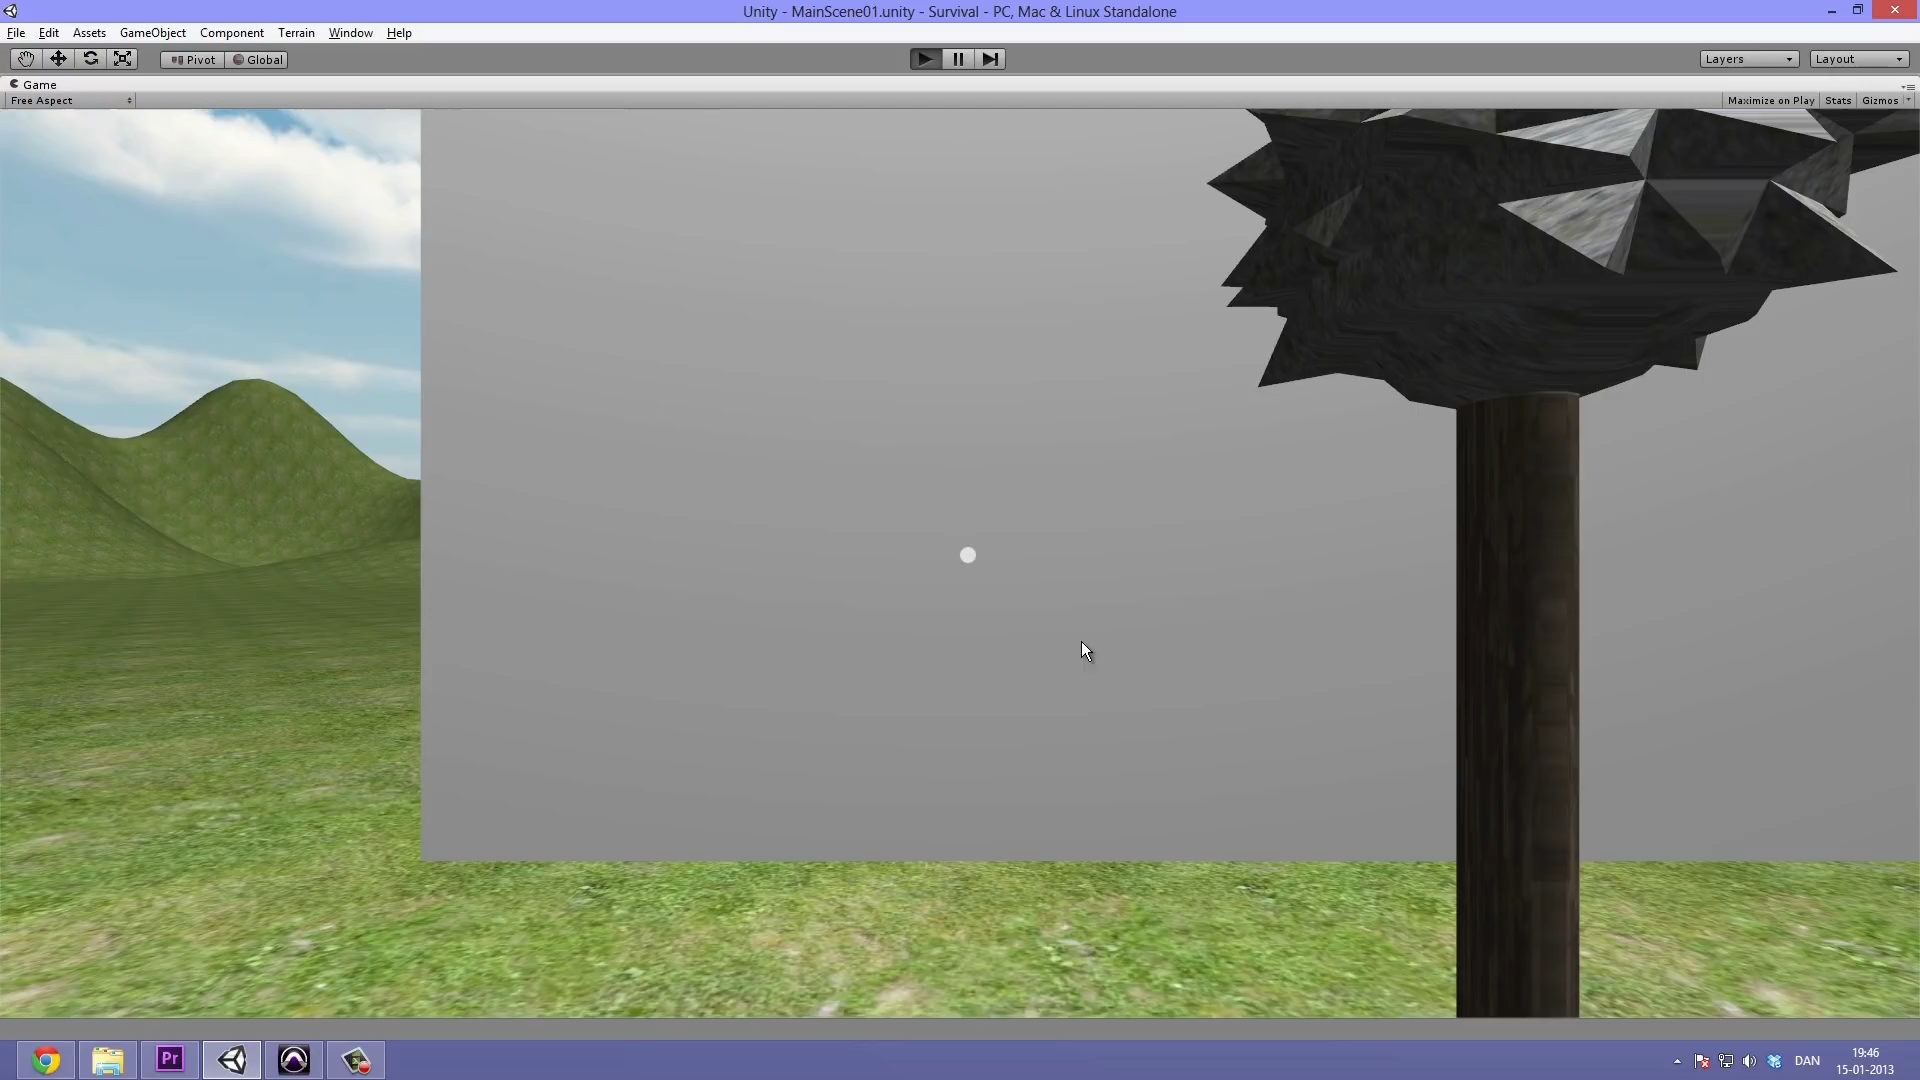 Unity - MainScene01.unity - Survival - PC, Mac & Linux Standalone
File Edit Assets GameObject Component Terrain Window Help
Pivot Global Layers Layout
Game
Free Aspect Maximize on Play Stats Gizmos
Pr DAN 19:46
15-01-2013